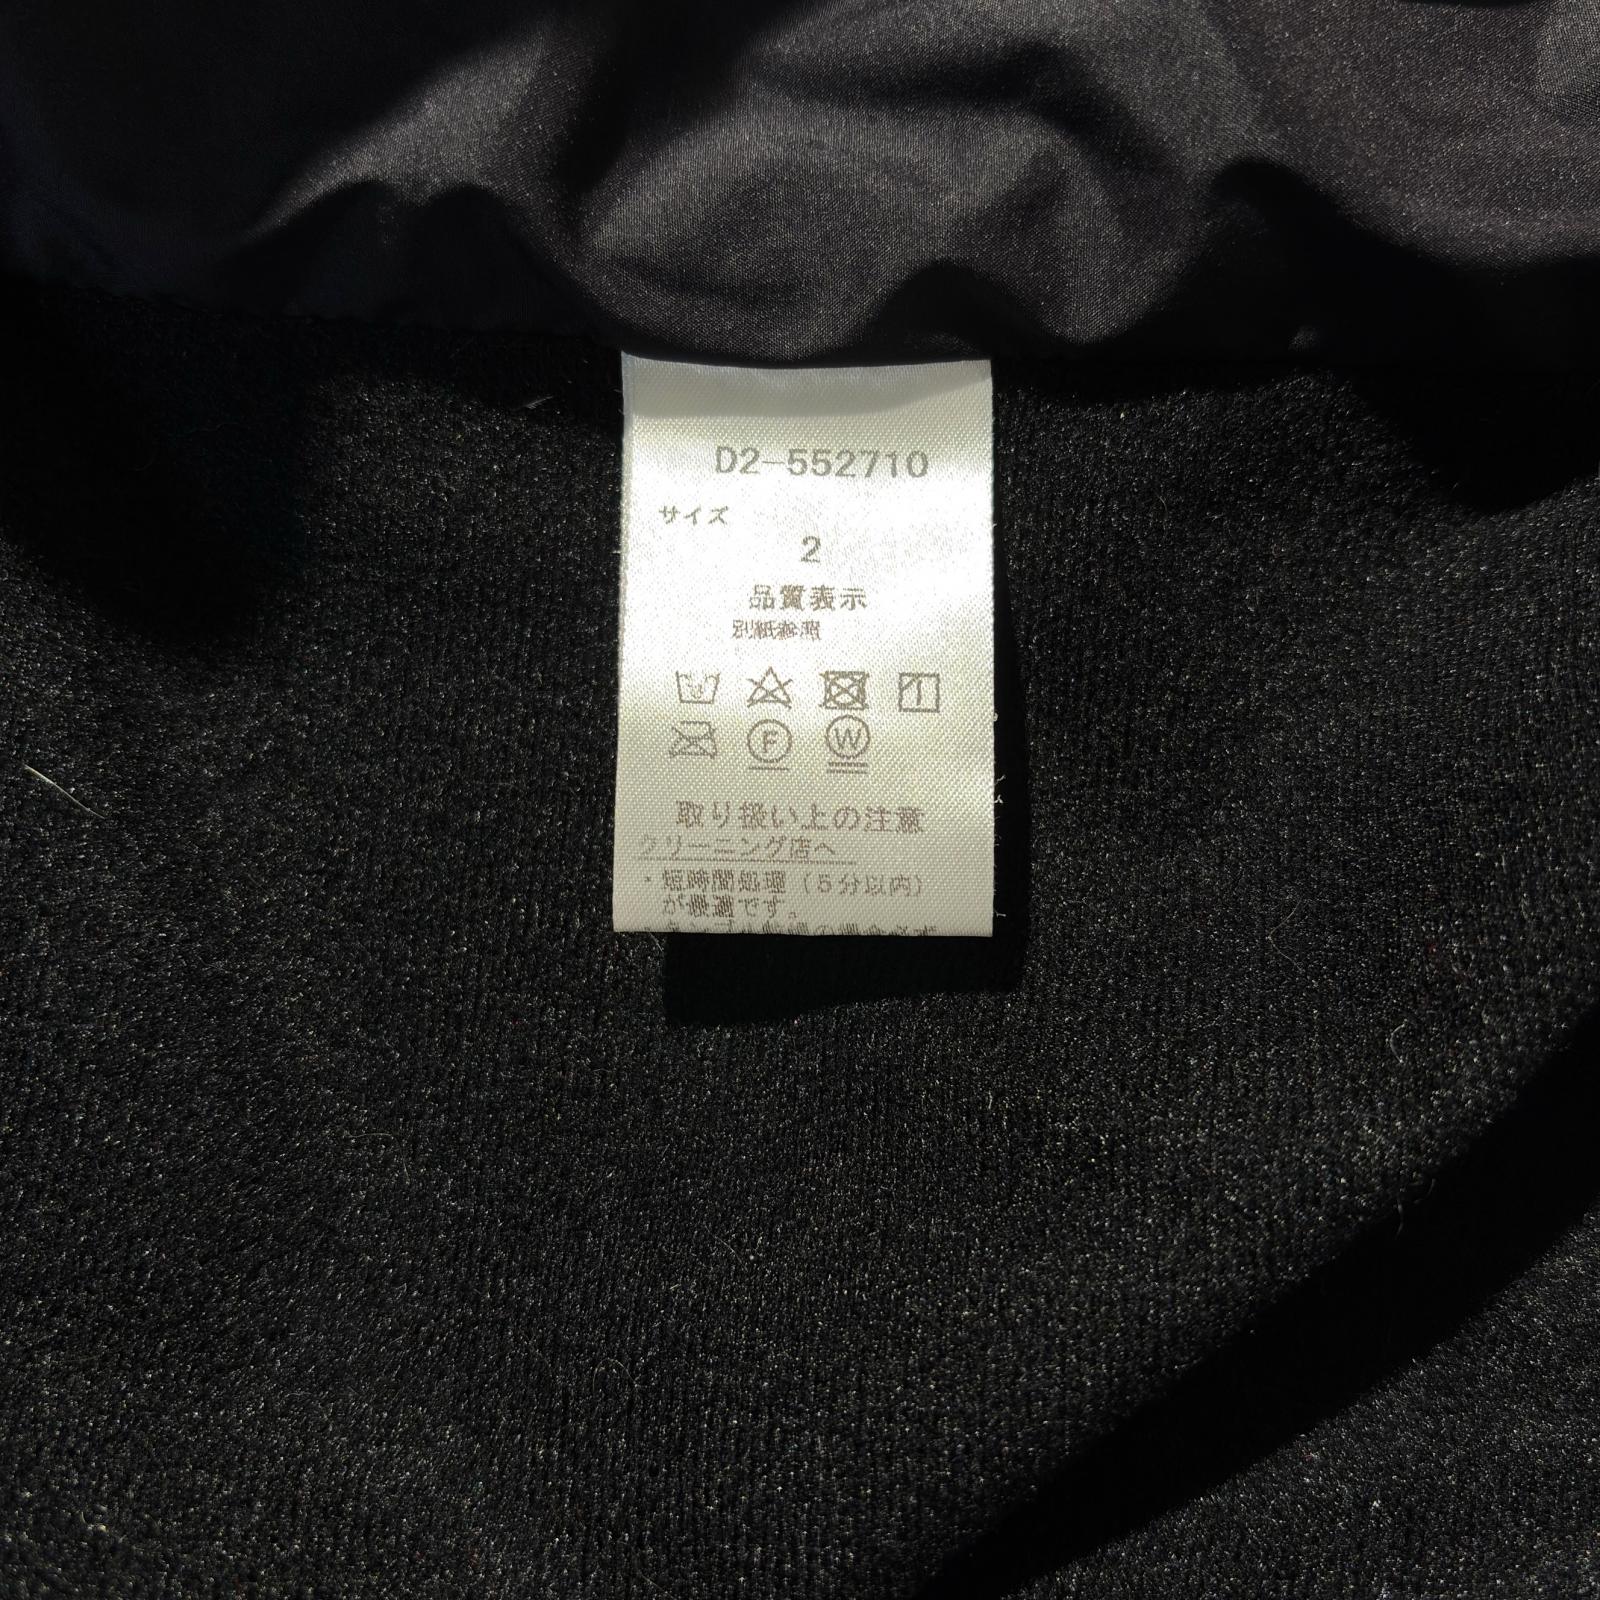 D2-552710
サイズ
2
品質表示
別紙参照
F
W
取り扱い上の注意
クリーニング店へ
・短時間処理(5分以内)
が最適です。